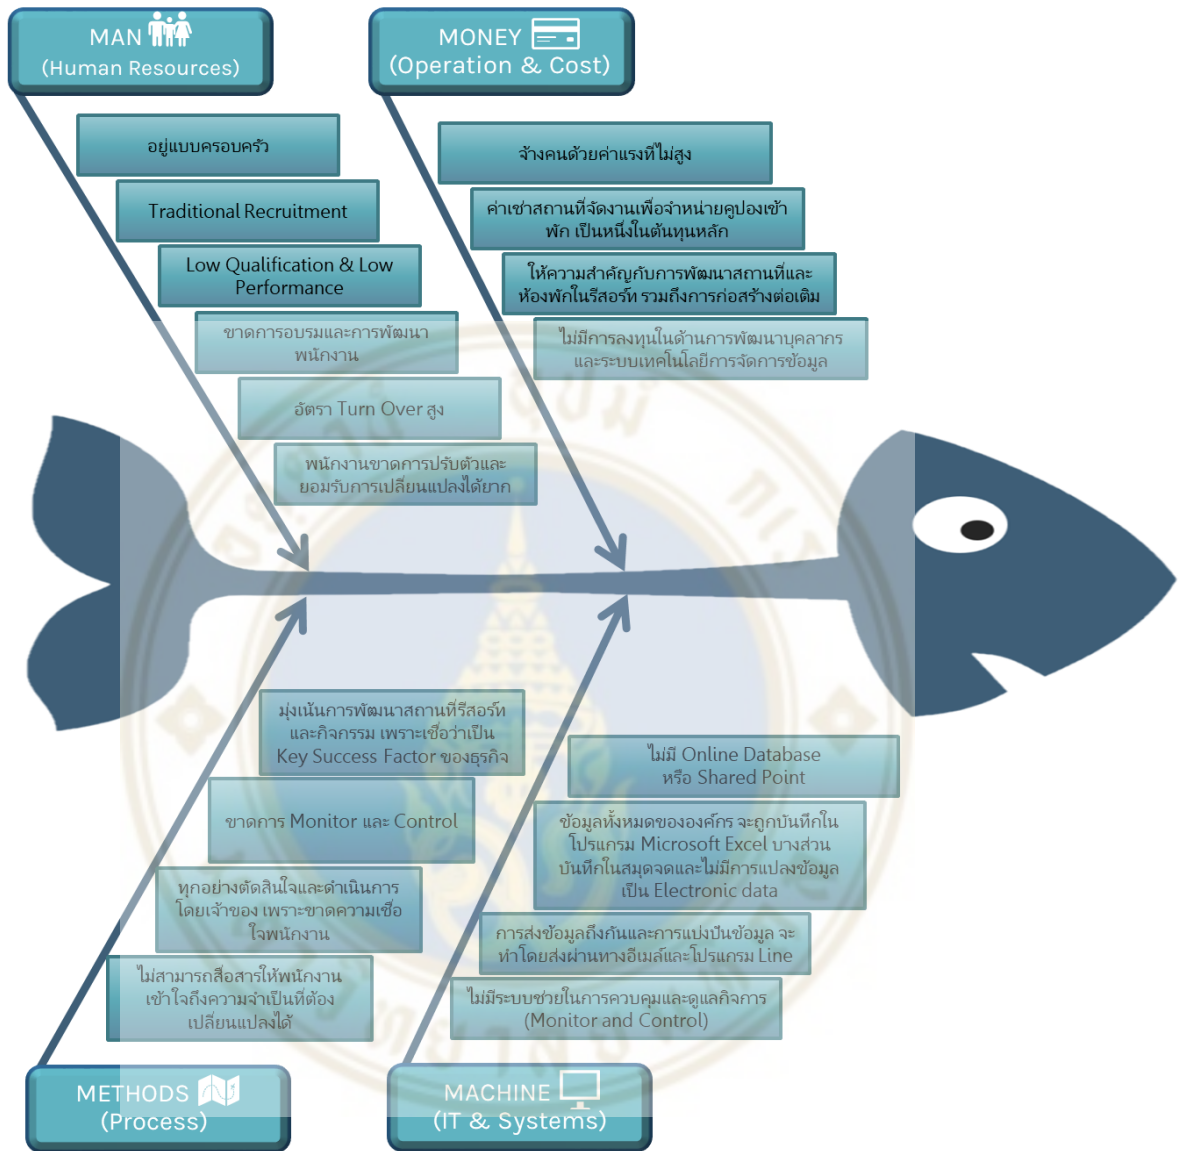 MAN
(Human Resources)
อยู่แบบครอบครัว
Traditional Recruitment
Low Qualification & Low
Performance
ขาดการอบรมและการพัฒนา
พนักงาน
อัตรา Turn Over สูง
พนักงานขาดการปรับตัวและ
ยอมรับการเปลี่ยนแปลงได้ยาก
MONEY
(Operation & Cost)
จ้างคนด้วยค่าแรงที่ไม่สูง
ค่าเช่าสถานที่จัดงานเพื่อจำหน่ายคูปองเข้า
พัก เป็นหนึ่งในต้นทุนหลัก
ให้ความสำคัญกับการพัฒนาสถานที่และ
ห้องพักในรีสอร์ท รวมถึงการก่อสร้างต่อเติม
ไม่มีการลงทุนในด้านการพัฒนาบุคลากร
และระบบเทคโนโลยีการจัดการข้อมูล
มุ่งเน้นการพัฒนาสถานที่รีสอร์ท
และกิจกรรม เพราะเชื่อว่าเป็น
Key Success Factor ของธุรกิจ
ขาดการ Monitor และ Control
ทุกอย่างตัดสินใจและดำเนินการ
โดยเจ้าของ เพราะขาดความเชื่อ
ใจพนักงาน
ไม่สามารถสื่อสารให้พนักงาน
เข้าใจถึงความจำเป็นที่ต้อง
เปลี่ยนแปลงได้
METHODS
(Process)
ไม่มี Online Database
หรือ Shared Point
ข้อมูลทั้งหมดขององค์กร จะถูกบันทึกใน
โปรแกรม Microsoft Excel บางส่วน
บันทึกในสมุดจดและไม่มีการแปลงข้อมูล
เป็น Electronic data
การส่งข้อมูลถึงกันและการแบ่งปันข้อมูล จะ
ทำโดยส่งผ่านทางอีเมล์และโปรแกรม Line
ไม่มีระบบช่วยในการควบคุมและดูแลกิจการ
(Monitor and Control)
MACHINE
(IT & Systems)